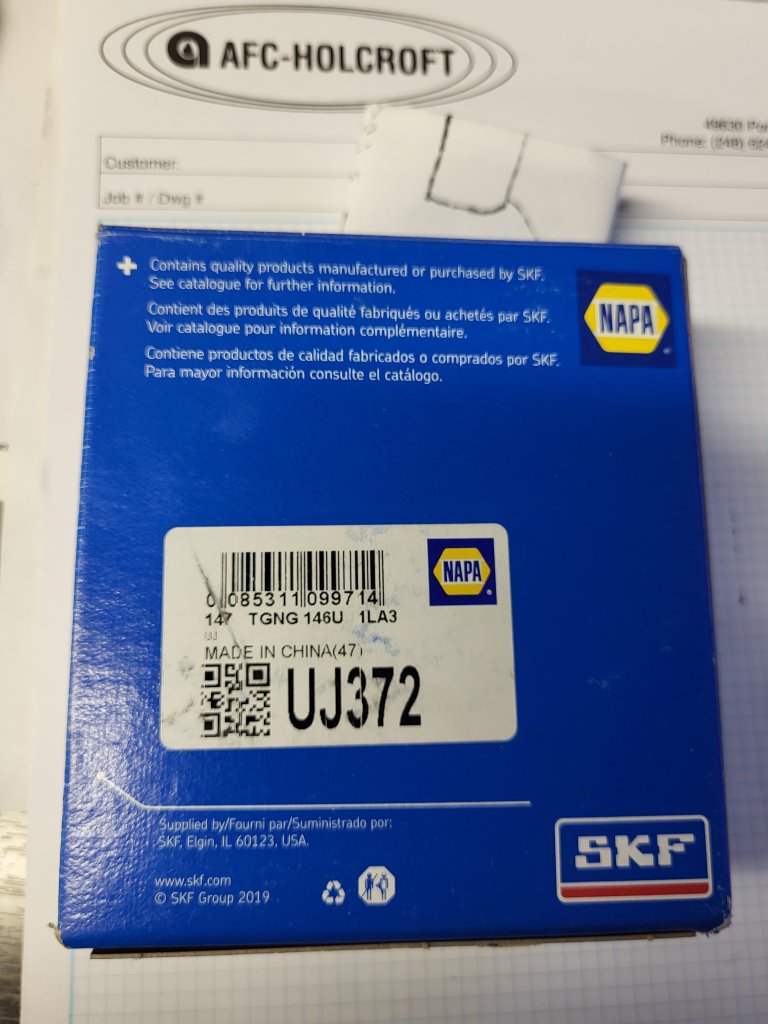 AFC-HOLCROFT
Phone: (248) 624
Customer:
Job # / Dwg #
Contains quality products manufactured or purchased by SKF.
See catalogue for further information.
Contient des produits de qualité fabriqués ou achetés par SKF.
Voir catalogue pour information complémentaire.
Contiene productos de calidad fabricados o comprados por SKF.
Para mayor información consulte el catálogo.
NAPA
0 085311 099714
NAPA
147 TGNG 146U 1LA3
UJ
MADE IN CHINA(47)
UJ372
Supplied by/Fourni par/Suministrado por:
SKF, Elgin, IL 60123, USA.
www.skf.com
© SKF Group 2019
SKF